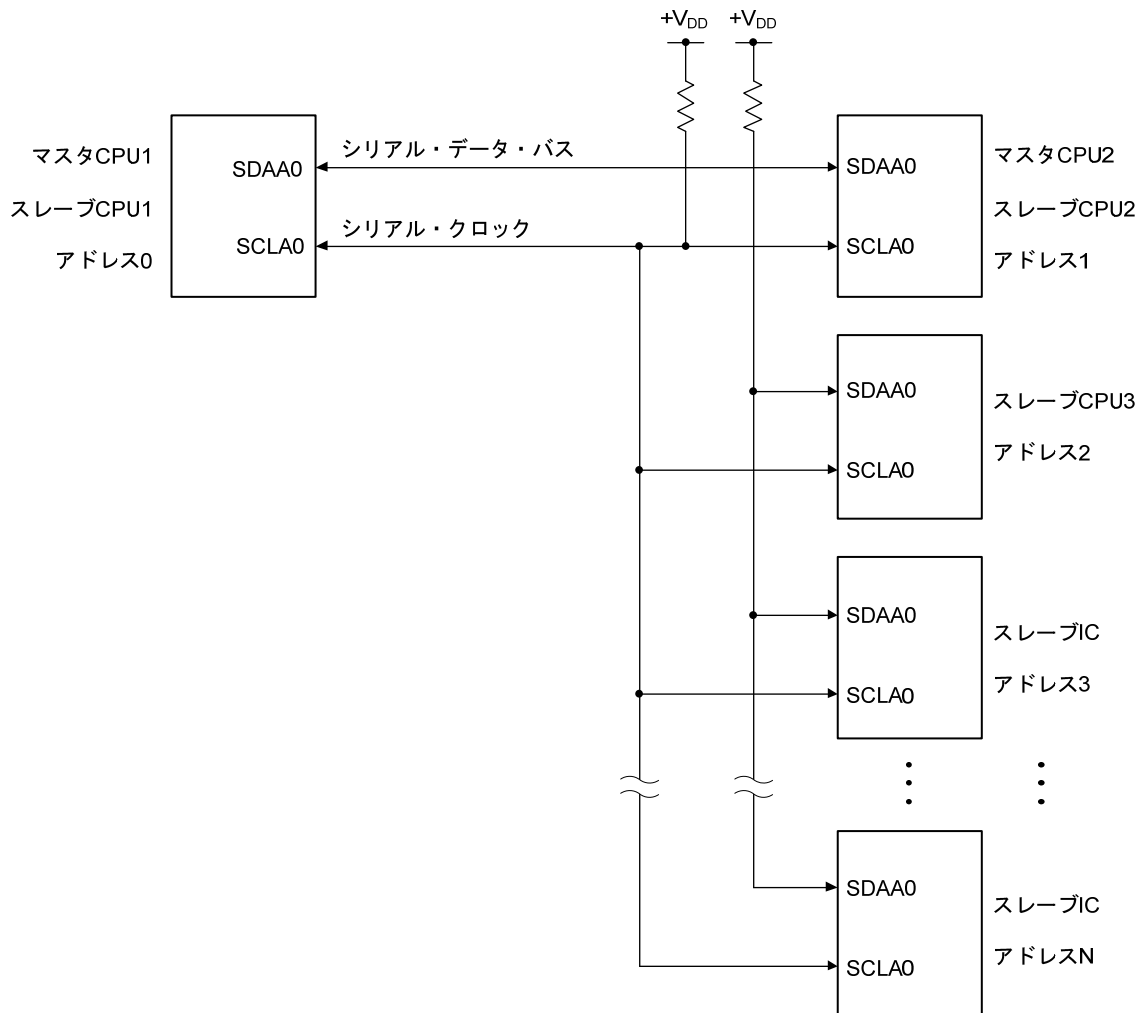 +VDD +VDD
マスタCPU1
スレーブCPU1
アドレス0
SDAA0
SCLA0
シリアル・データ・バス
シリアル・クロック
SDAA0
SCLA0
マスタCPU2
スレーブCPU2
アドレス1
SDAA0
SCLA0
スレーブCPU3
アドレス2
SDAA0
SCLA0
スレーブIC
アドレス3
SDAA0
SCLA0
スレーブIC
アドレスN